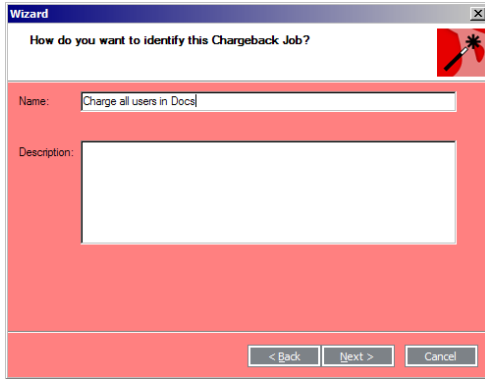 Wizard
How do you want to identify this Chargeback Job?
Name: Charge all users in Docs
Description:
< Back Next > Cancel